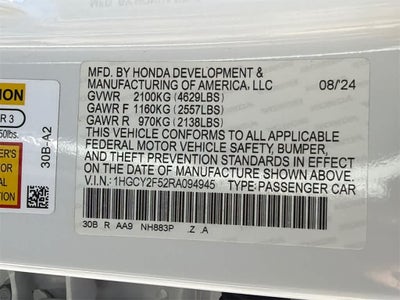 MFD. BY HONDA DEVELOPMENT &
MANUFACTURING OF AMERICA, LLC 08/24
GVWR 2100KG (4629LBS)
GAWR F 1160KG (2557LBS)
GAWR R 970KG (2138LBS)
THIS VEHICLE CONFORMS TO ALL APPLICABLE
FEDERAL MOTOR VEHICLE SAFETY, BUMPER,
AND THEFT PREVENTION STANDARDS IN EFFECT
ON THE DATE OF MANUFACTURE SHOWN ABOVE.
V.I.N.: 1HGCY2F52RA094945 TYPE: PASSENGER CAR
30B R AA9 NH883P .Z .A
30B-A2
R 3